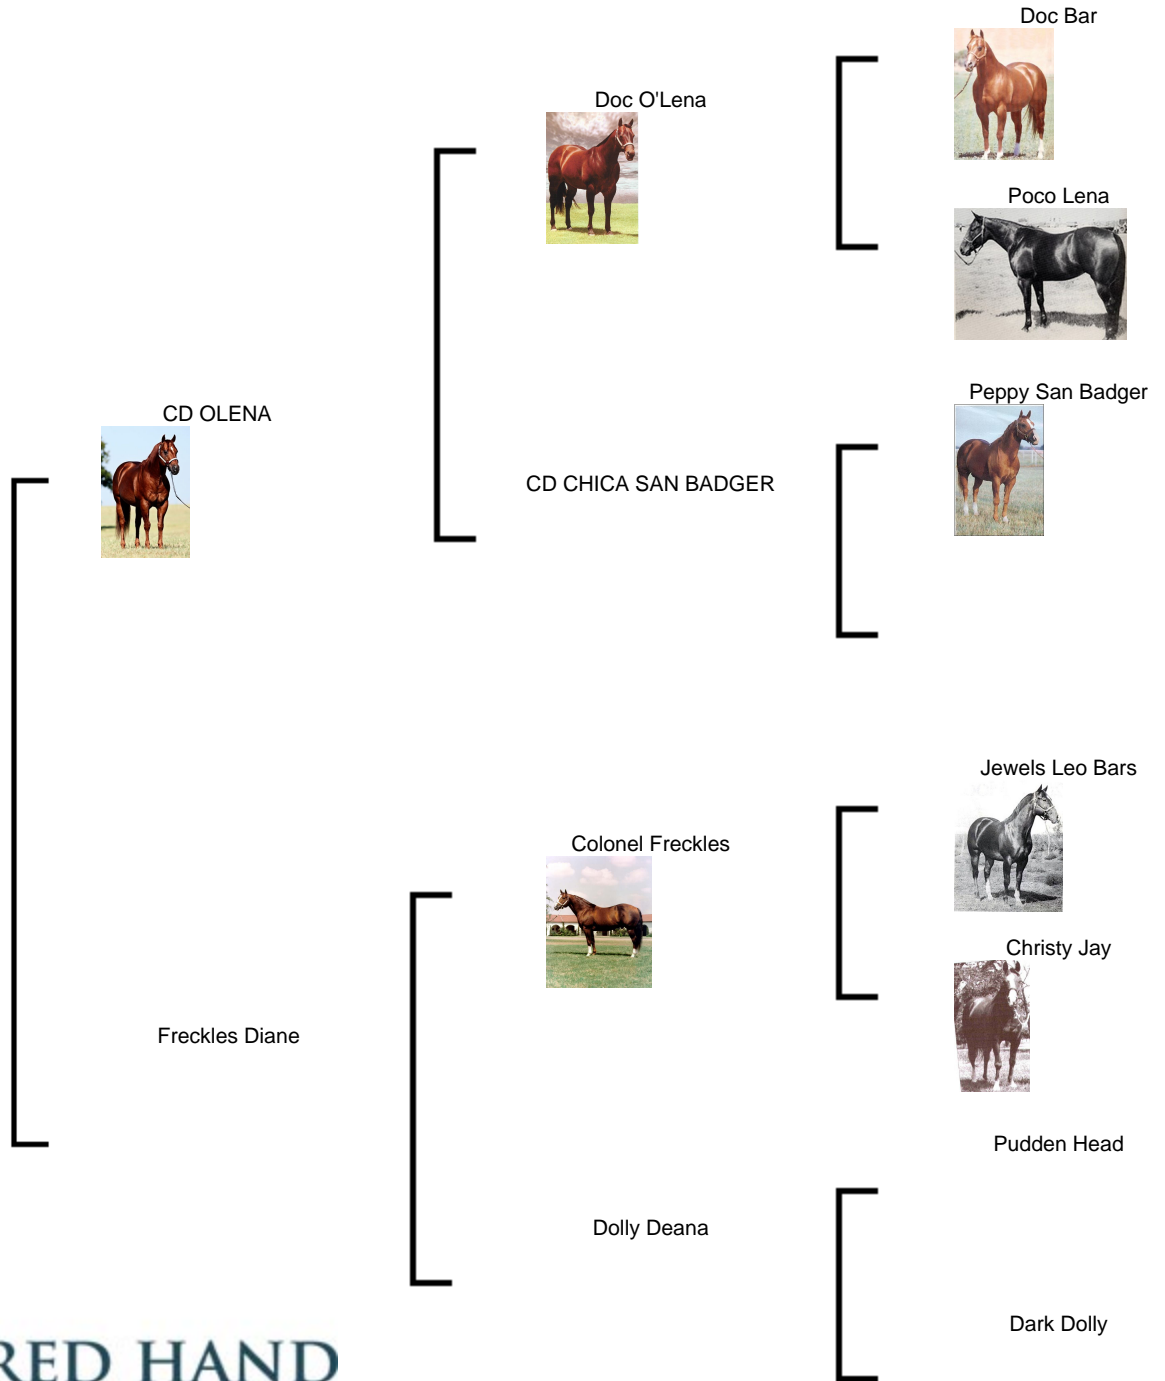 Doc Bar
Doc O'Lena
Poco Lena
Peppy San Badger
CD OLENA
CD CHICA SAN BADGER
Jewels Leo Bars
Colonel Freckles
Christy Jay
Freckles Diane
Pudden Head
Dolly Deana
Dark Dolly
RED HAND